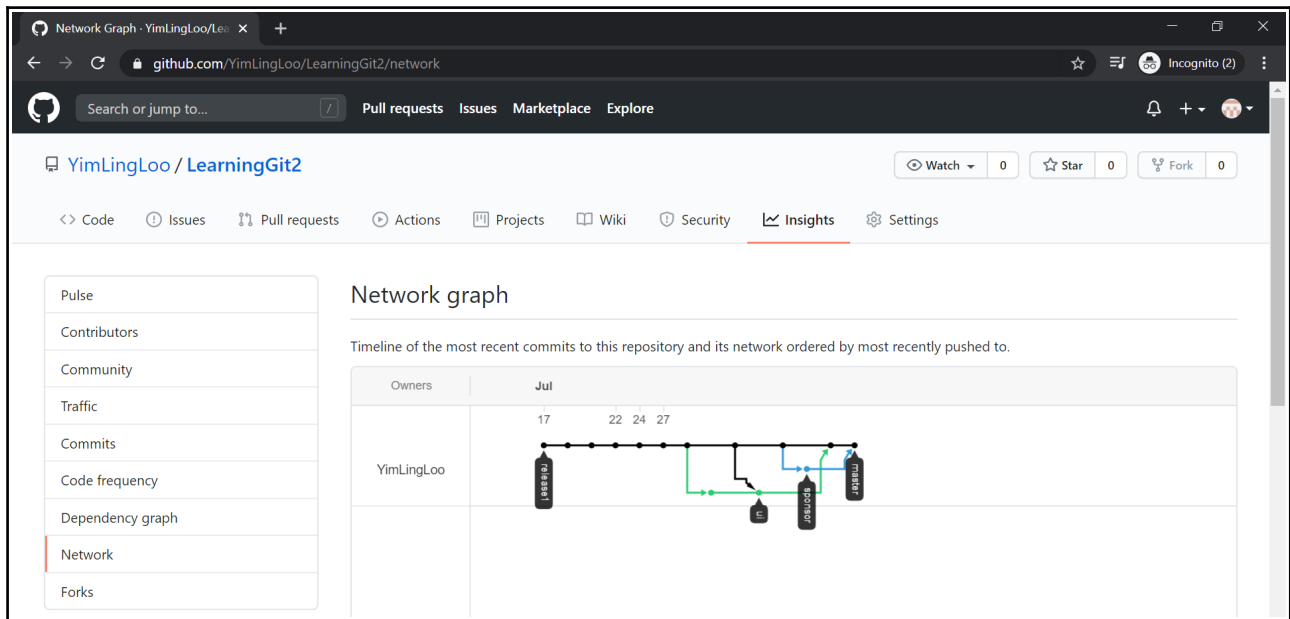 Network Graph · YimLingLoo/Lea
github.com/YimLingLoo/LearningGit2/network
Incognito (2)
Search or jump to...
/
Pull requests Issues Marketplace Explore
YimLingLoo / LearningGit2
Watch 0 Star 0 Fork 0
Code Issues Pull requests Actions Projects Wiki Security Insights Settings
Pulse
Contributors
Community
Traffic
Commits
Code frequency
Dependency graph
Network
Forks
Network graph
Timeline of the most recent commits to this repository and its network ordered by most recently pushed to.
Owners Jul
17 22 24 27
YimLingLoo
release1
sponsor
master